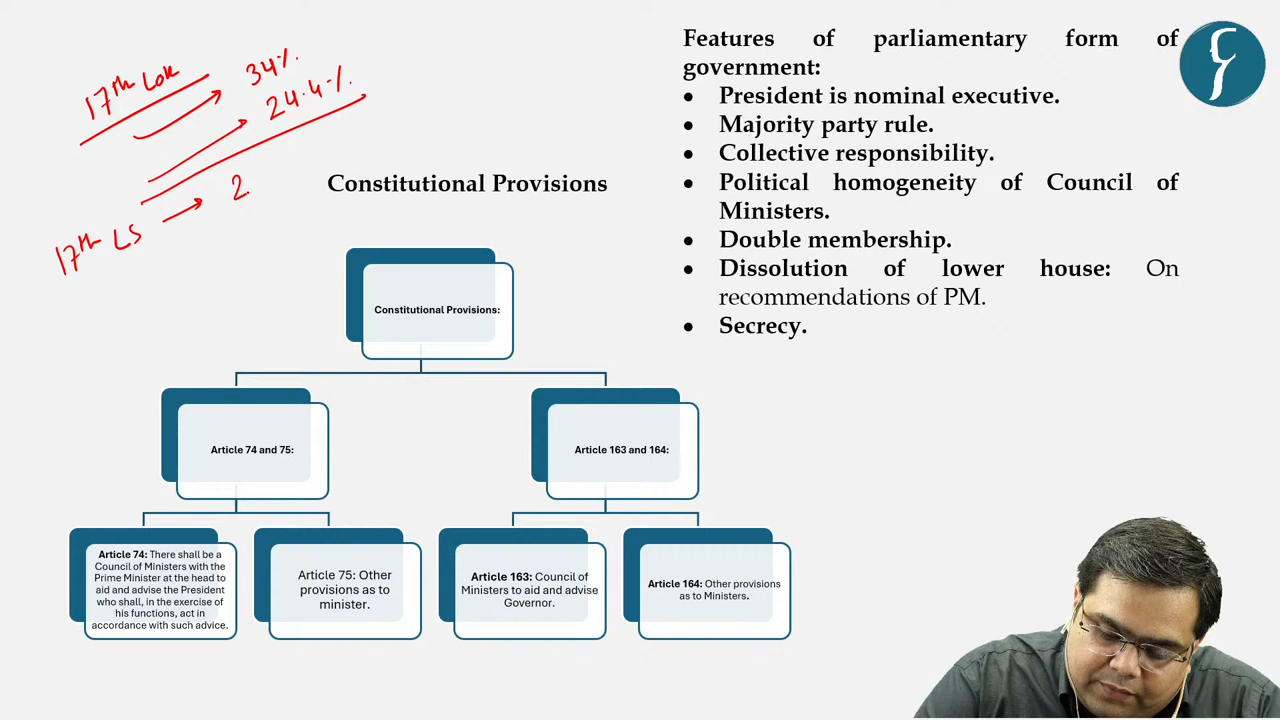 17th Lok
34%.
24.4%.
17th LS
2
Features of parliamentary form of
government:
• President is nominal executive.
• Majority party rule.
• Collective responsibility.
• Political homogeneity of Council of
Ministers.
• Double membership.
• Dissolution of lower house: On
recommendations of PM.
• Secrecy.
Constitutional Provisions
Constitutional Provisions:
Article 74 and 75:
Article 163 and 164:
Article 74: There shall be a
Council of Ministers with the
Prime Minister at the head to
aid and advise the President
who shall, in the exercise of
his functions, act in
accordance with such advice.
Article 75: Other
provisions as to
minister.
Article 163: Council of
Ministers to aid and advise
Governor.
Article 164: Other provisions
as to Ministers.